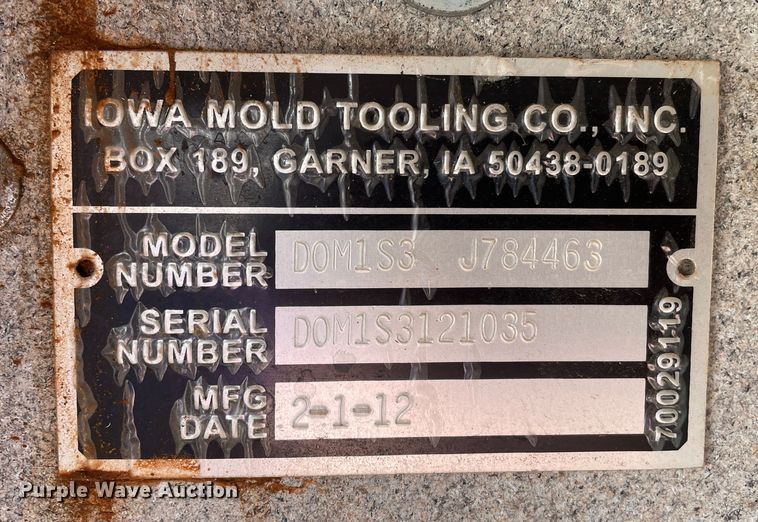 IOWA MOLD TOOLING CO., INC.
BOX 189, GARNER, IA 50438-0189
MODEL NUMBER DOM1S3 J784463
SERIAL NUMBER DOM1S3121035
MFG DATE 2-1-12
70029119
Purple Wave Auction